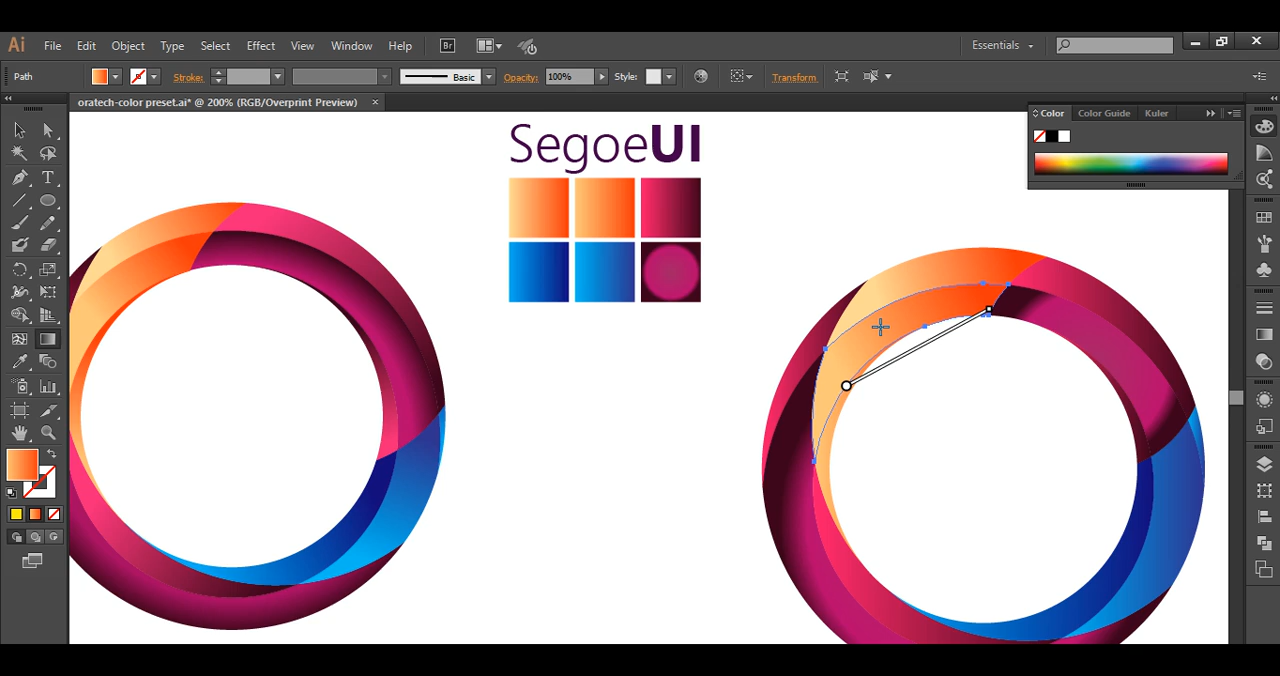 Ai File Edit Object Type Select Effect View Window Help Br Essentials
Path Stroke: Basic Opacity: 100% Style: Transform
oratech-color preset.ai* @ 200% (RGB/Overprint Preview) ×
Color Color Guide Kuler
SegoeUI